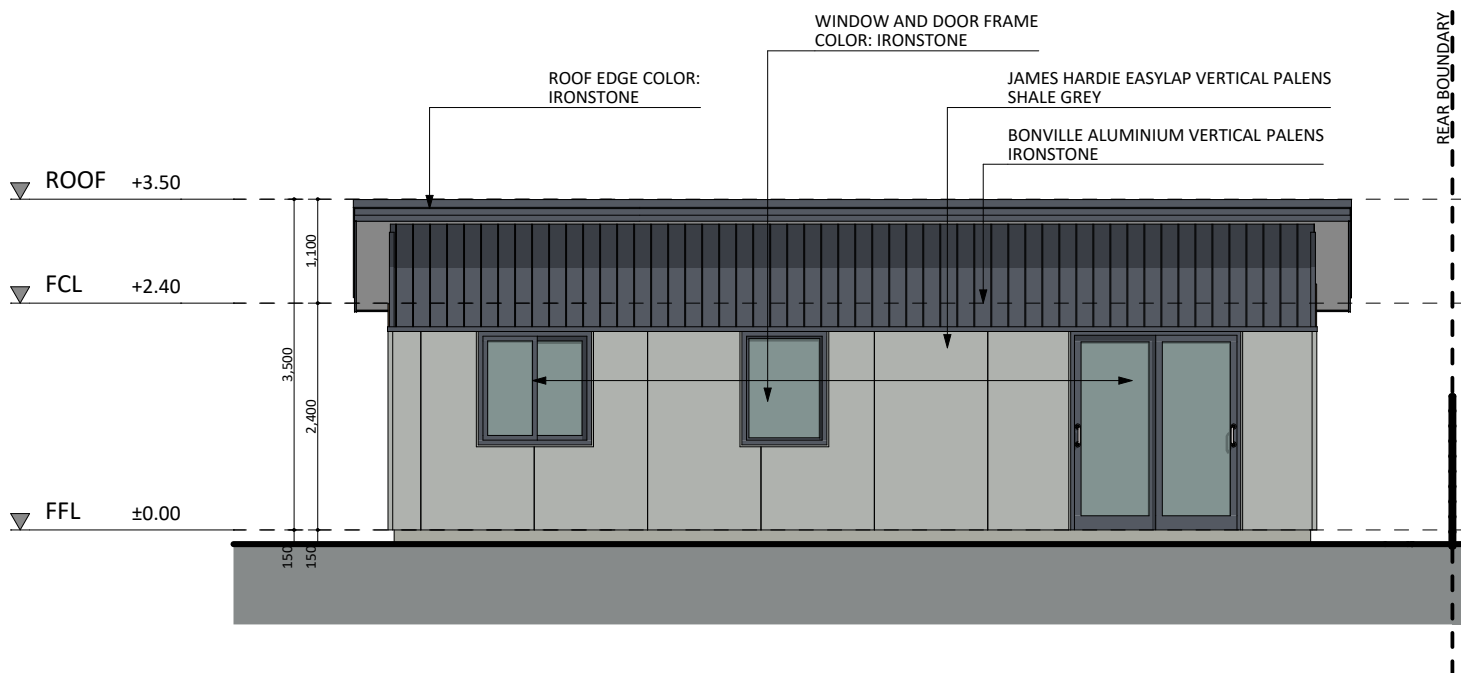 WINDOW AND DOOR FRAME
COLOR: IRONSTONE
ROOF EDGE COLOR:
IRONSTONE
JAMES HARDIE EASYLAP VERTICAL PALENS
SHALE GREY
BONVILLE ALUMINIUM VERTICAL PALENS
IRONSTONE
REAR BOUNDARY
ROOF +3.50
1,100
FCL +2.40
3,500
2,400
FFL ±0.00
150
150